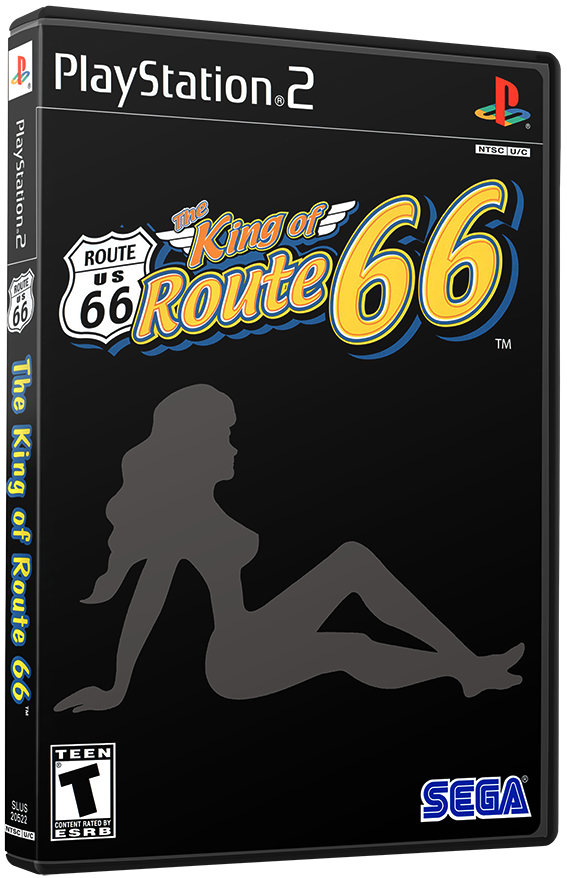 PlayStation®2
NTSC U/C
The
King of
Route 66
TM
ROUTE
US
66
TEEN
T
CONTENT RATED BY
ESRB
SEGA®
PlayStation®2
ROUTE
US
66
The King of Route 66 TM
SLUS
20522
NTSC U/C